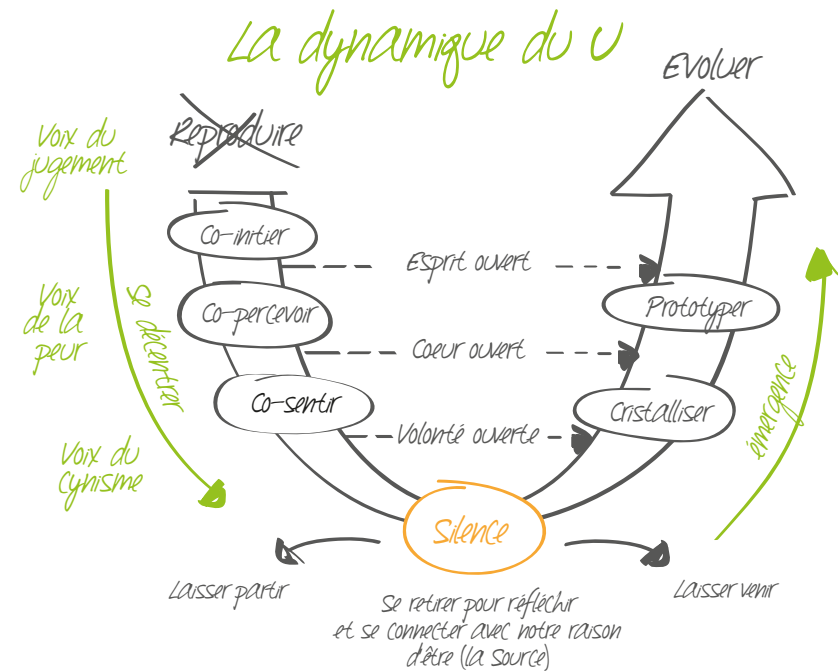 La dynamique du U
Evoluer
Reproduire
Voix du
jugement
Co-initier
Esprit ouvert
Voix
de la
peur
Se décentrer
Co-percevoir
Prototyper
Coeur ouvert
Co-sentir
Cristalliser
émergence
Volonté ouverte
Voix du
cynisme
Silence
Laisser partir
Laisser venir
Se retirer pour réfléchir
et se connecter avec notre raison
d'être (la source)